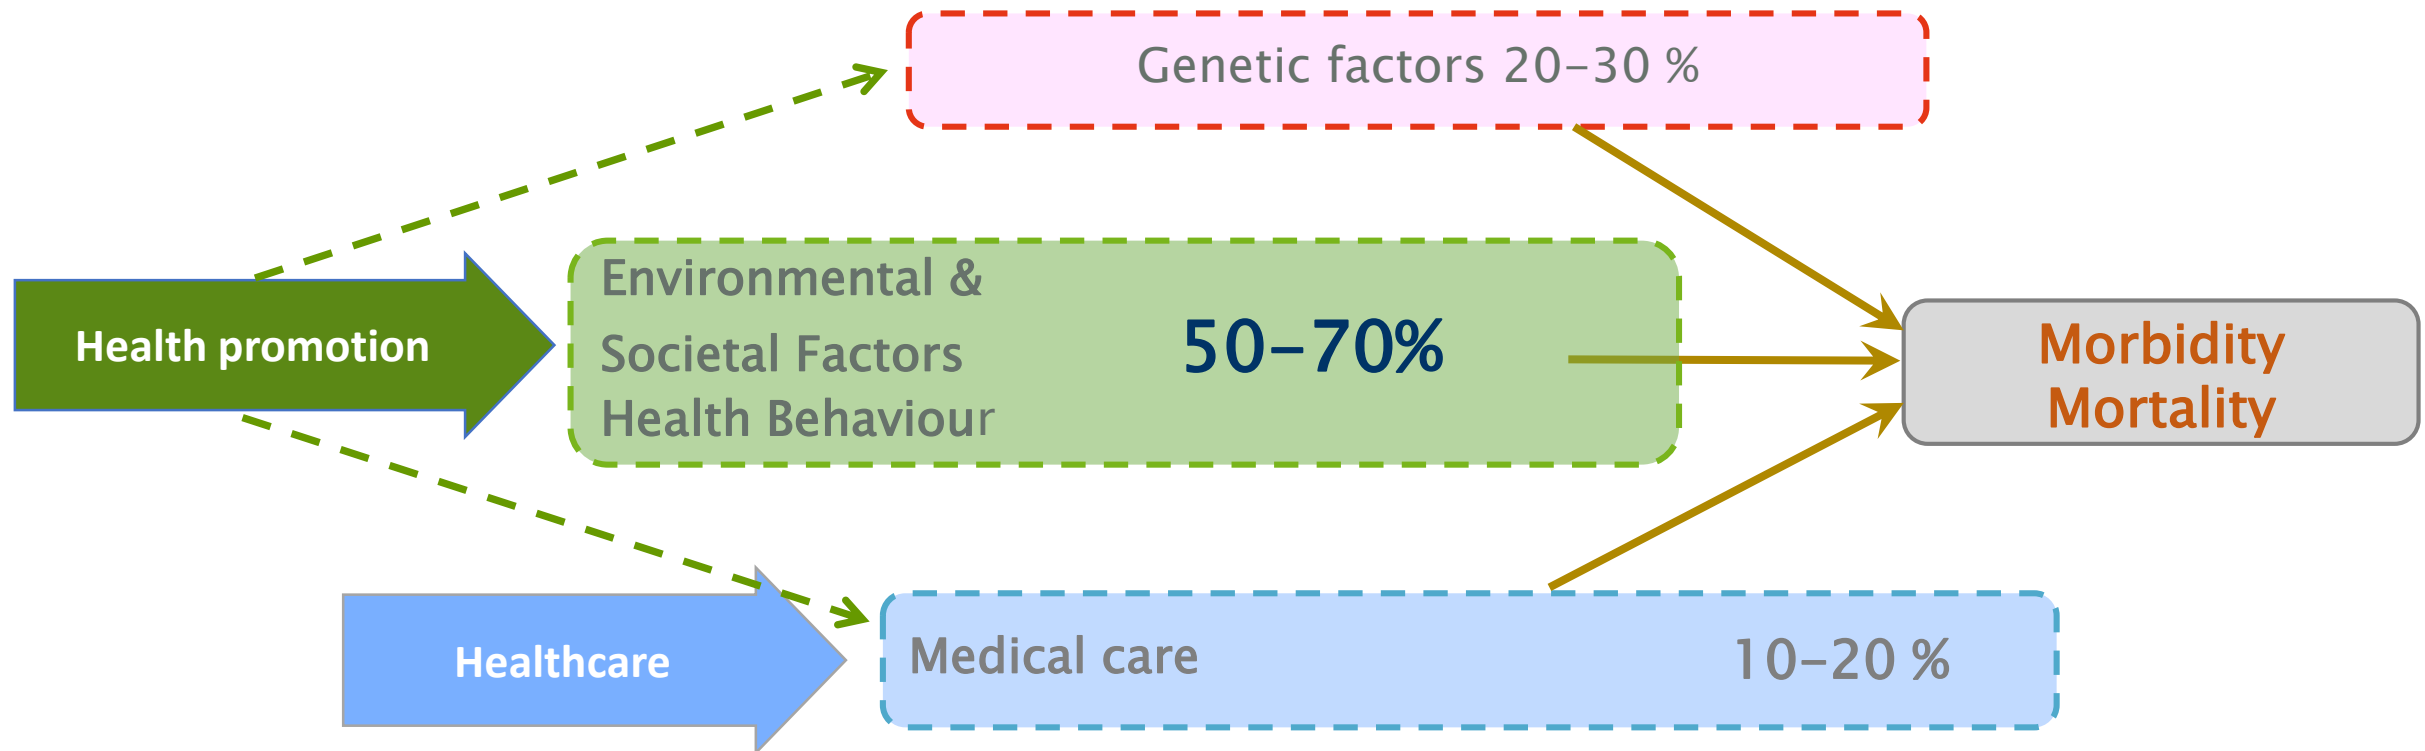 Genetic factors 20–30 %
Health promotion
Environmental &
Societal Factors
Health Behaviour
50–70%
Morbidity
Mortality
Healthcare
Medical care 10–20 %